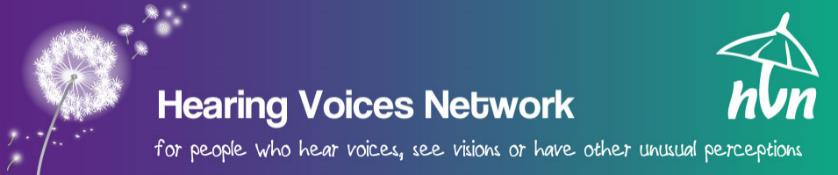 Hearing Voices Network
hvn
for people who hear voices, see visions or have other unusual perceptions